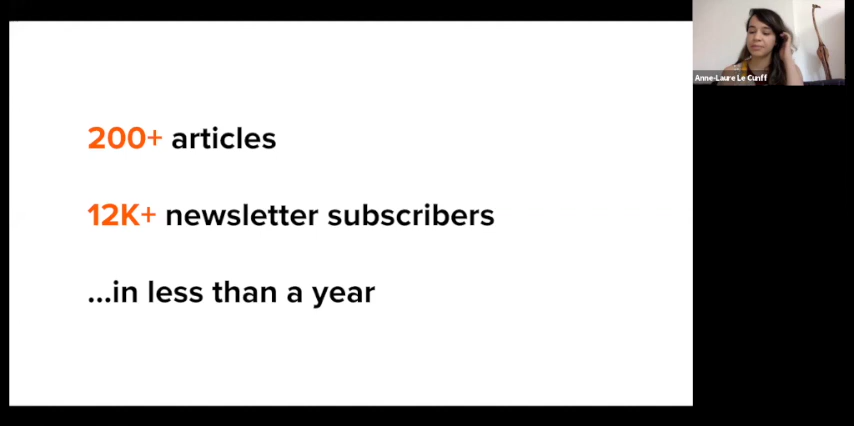 Anne-Laure Le Cunff
200+ articles
12K+ newsletter subscribers
...in less than a year